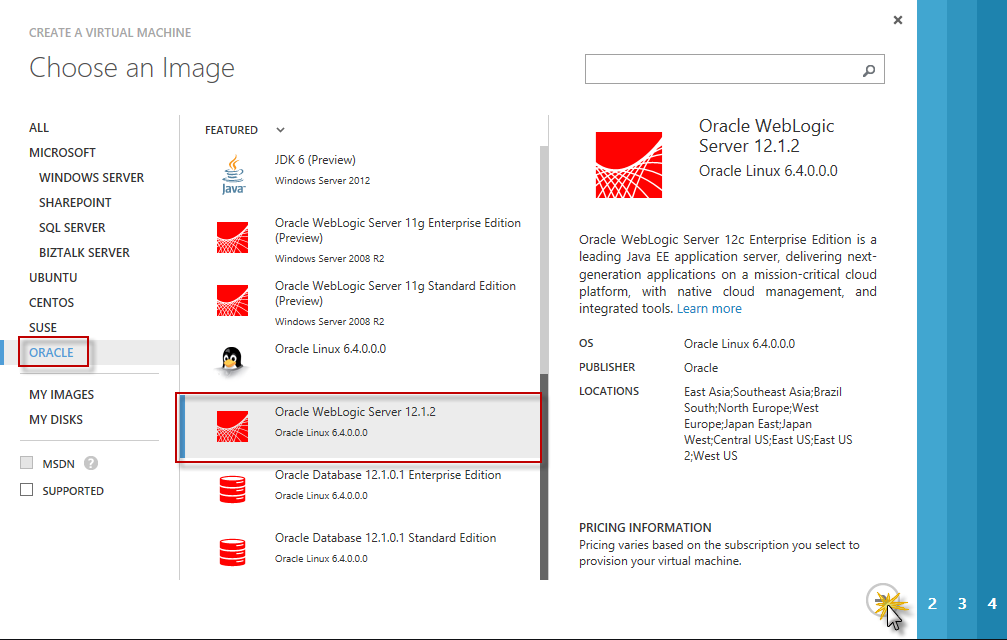 CREATE A VIRTUAL MACHINE
Choose an Image
ALL
MICROSOFT
WINDOWS SERVER
SHAREPOINT
SQL SERVER
BIZTALK SERVER
UBUNTU
CENTOS
SUSE
ORACLE
MY IMAGES
MY DISKS
MSDN ?
SUPPORTED
FEATURED
JDK 6 (Preview)
Windows Server 2012
Java
Oracle WebLogic Server 11g Enterprise Edition
(Preview)
Windows Server 2008 R2
Oracle WebLogic Server 11g Standard Edition
(Preview)
Windows Server 2008 R2
Oracle Linux 6.4.0.0.0
Oracle WebLogic Server 12.1.2
Oracle Linux 6.4.0.0.0
Oracle Database 12.1.0.1 Enterprise Edition
Oracle Linux 6.4.0.0.0
Oracle Database 12.1.0.1 Standard Edition
Oracle Linux 6.4.0.0.0
Oracle WebLogic
Server 12.1.2
Oracle Linux 6.4.0.0.0
Oracle WebLogic Server 12c Enterprise Edition is a
leading Java EE application server, delivering next-
generation applications on a mission-critical cloud
platform, with native cloud management, and
integrated tools. Learn more
OS Oracle Linux 6.4.0.0.0
PUBLISHER Oracle
LOCATIONS East Asia;Southeast Asia;Brazil
South;North Europe;West
Europe;Japan East;Japan
West;Central US;East US;East US
2;West US
PRICING INFORMATION
Pricing varies based on the subscription you select to
provision your virtual machine.
2 3 4